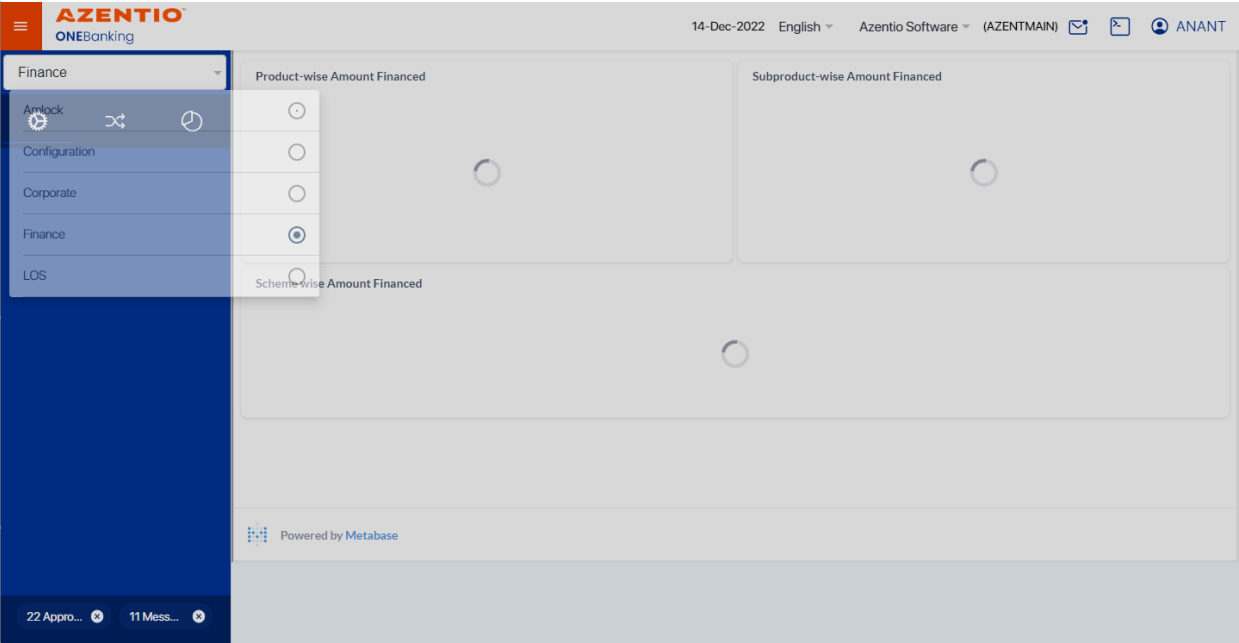 AZENTIO™
ONEBanking
14-Dec-2022 English Azentio Software (AZENTMAIN) ANANT
Finance
Amlock
Configuration
Corporate
Finance
LOS
Product-wise Amount Financed
Subproduct-wise Amount Financed
Scheme-wise Amount Financed
Powered by Metabase
22 Appro... 11 Mess...